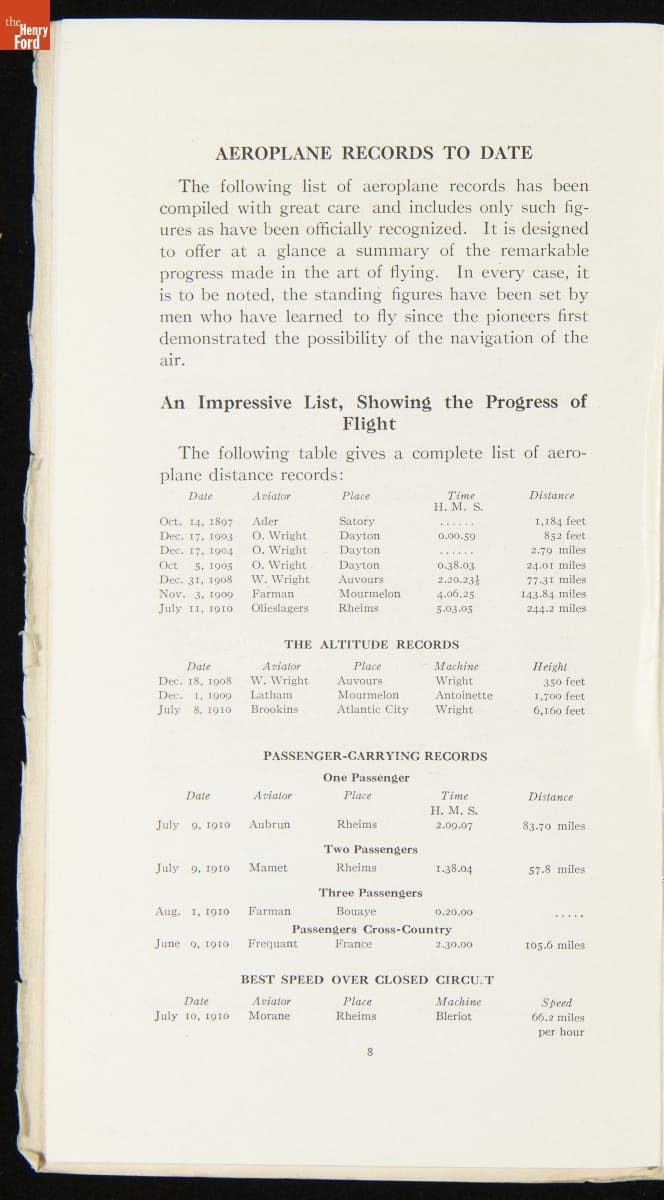 the
Henry
Ford
AEROPLANE RECORDS TO DATE
The following list of aeroplane records has been
compiled with great care and includes only such fig-
ures as have been officially recognized. It is designed
to offer at a glance a summary of the remarkable
progress made in the art of flying. In every case, it
is to be noted, the standing figures have been set by
men who have learned to fly since the pioneers first
demonstrated the possibility of the navigation of the
air.
An Impressive List, Showing the Progress of
Flight
The following table gives a complete list of aero-
plane distance records:
Date Aviator Place Time Distance
H. M. S.
Oct. 14, 1897 Ader Satory ...... 1,184 feet
Dec. 17, 1903 O. Wright Dayton 0.00.59 852 feet
Dec. 17, 1904 O. Wright Dayton ...... 2.79 miles
Oct 5, 1905 O. Wright Dayton 0.38.03 24.01 miles
Dec. 31, 1908 W. Wright Auvours 2.20.23⅓ 77.31 miles
Nov. 3, 1909 Farman Mourmelon 4.06.25 143.84 miles
July 11, 1910 Olieslagers Rheims 5.03.05 244.2 miles
THE ALTITUDE RECORDS
Date Aviator Place Machine Height
Dec. 18, 1908 W. Wright Auvours Wright 350 feet
Dec. 1, 1909 Latham Mourmelon Antoinette 1,700 feet
July 8, 1910 Brookins Atlantic City Wright 6,160 feet
PASSENGER-CARRYING RECORDS
One Passenger
Date Aviator Place Time Distance
H. M. S.
July 9, 1910 Aubrun Rheims 2.09.07 83.70 miles
Two Passengers
July 9, 1910 Mamet Rheims 1.38.04 57.8 miles
Three Passengers
Aug. 1, 1910 Farman Bouaye 0.20.00 .....
Passengers Cross-Country
June 9, 1910 Frequant France 2.30.00 105.6 miles
BEST SPEED OVER CLOSED CIRCU.T
Date Aviator Place Machine Speed
July 10, 1910 Morane Rheims Bleriot 66.2 miles
per hour
8